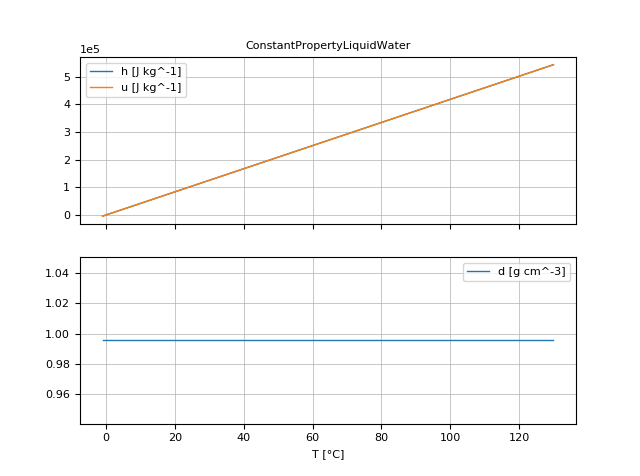 ConstantPropertyLiquidWater
1e5
h [J kg^-1]
u [J kg^-1]
5
4
3
2
1
0
d [g cm^-3]
1.04
1.02
1.00
0.98
0.96
0 20 40 60 80 100 120
T [°C]